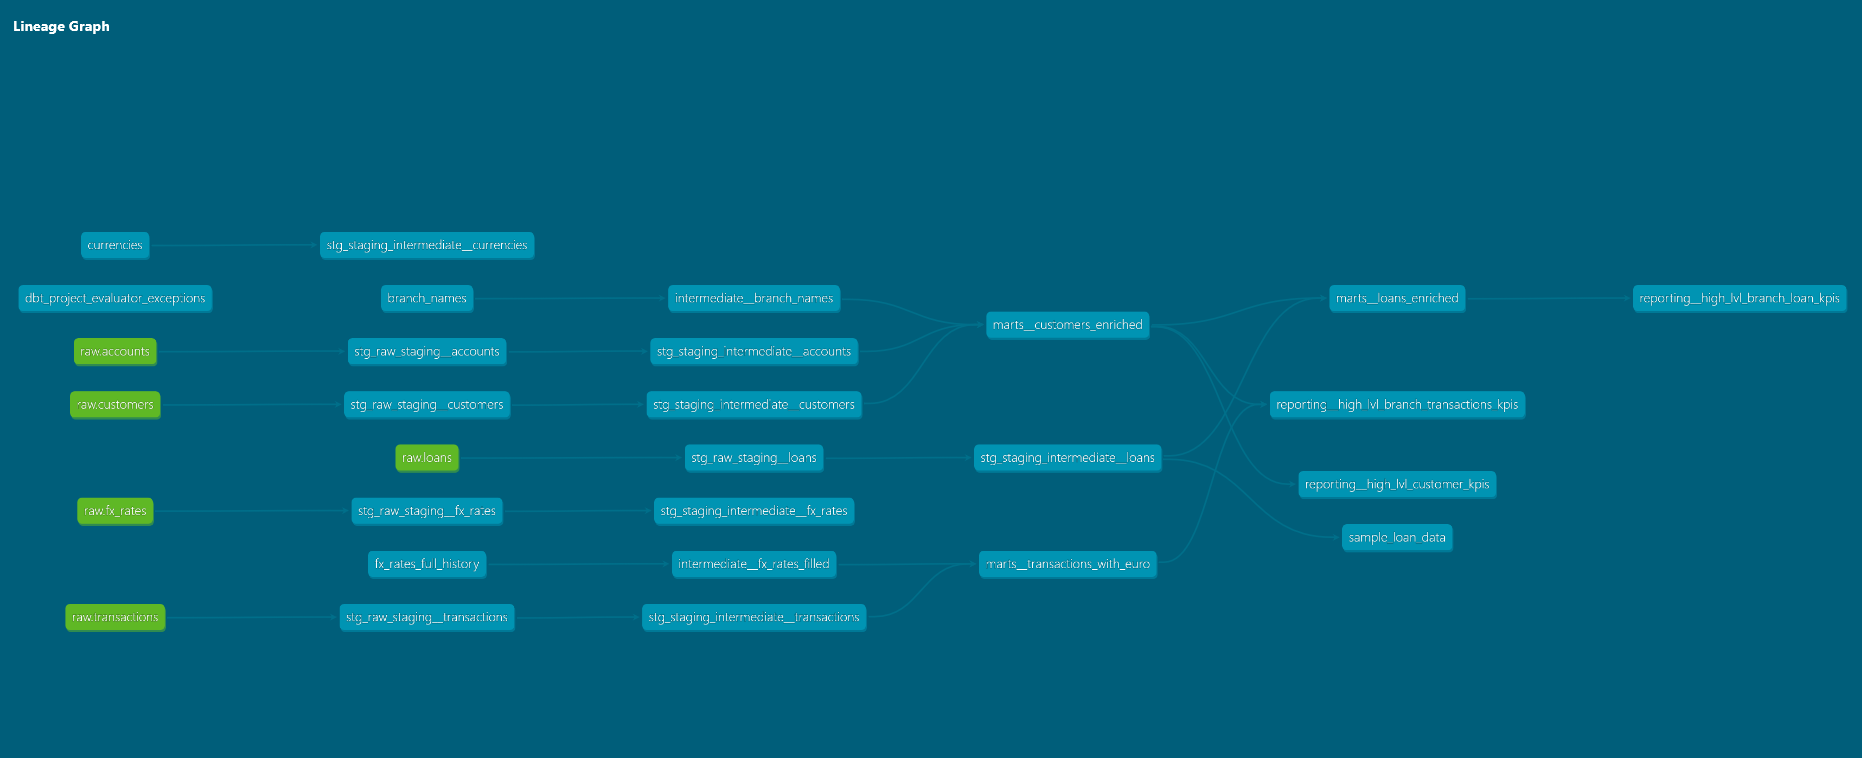 Lineage Graph
currencies
stg_staging_intermediate__currencies
dbt_project_evaluator_exceptions
branch_names
intermediate__branch_names
marts__loans_enriched
reporting__high_lvl_branch_loan_kpis
marts__customers_enriched
raw.accounts
stg_raw_staging__accounts
stg_staging_intermediate__accounts
raw.customers
stg_raw_staging__customers
stg_staging_intermediate__customers
reporting__high_lvl_branch_transactions_kpis
raw.loans
stg_raw_staging__loans
stg_staging_intermediate__loans
reporting__high_lvl_customer_kpis
raw.fx_rates
stg_raw_staging__fx_rates
stg_staging_intermediate__fx_rates
sample_loan_data
fx_rates_full_history
intermediate__fx_rates_filled
marts__transactions_with_euro
raw.transactions
stg_raw_staging__transactions
stg_staging_intermediate__transactions